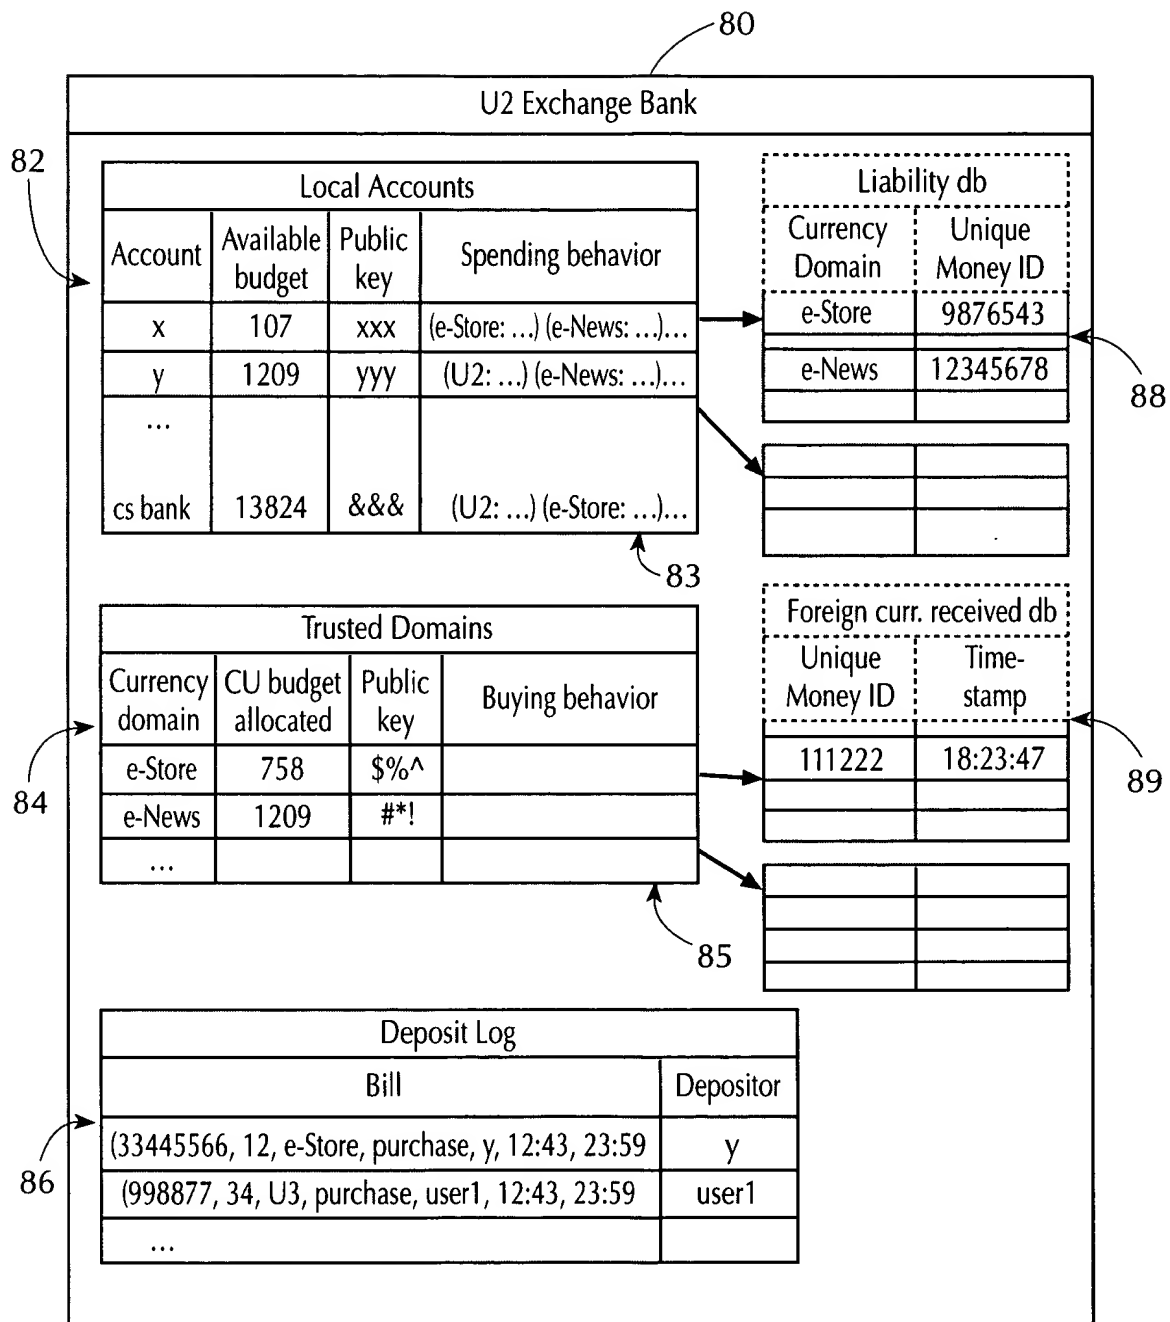 80
U2 Exchange Bank
82
Local Accounts
Account
Available
budget
Public
key
Spending behavior
x 107 xxx (e-Store: ...) (e-News: ...)...
y 1209 yyy (U2: ...) (e-News: ...)...
...
cs bank 13824 &&& (U2: ...) (e-Store: ...)...
83
Liability db
Currency
Domain
Unique
Money ID
e-Store 9876543
e-News 12345678
88
Trusted Domains
Currency
domain
CU budget
allocated
Public
key
Buying behavior
e-Store 758 $%^
e-News 1209 #*!
...
84
85
Foreign curr. received db
Unique
Money ID
Time-
stamp
111222 18:23:47
89
Deposit Log
Bill Depositor
(33445566, 12, e-Store, purchase, y, 12:43, 23:59 y
(998877, 34, U3, purchase, user1, 12:43, 23:59 user1
...
86